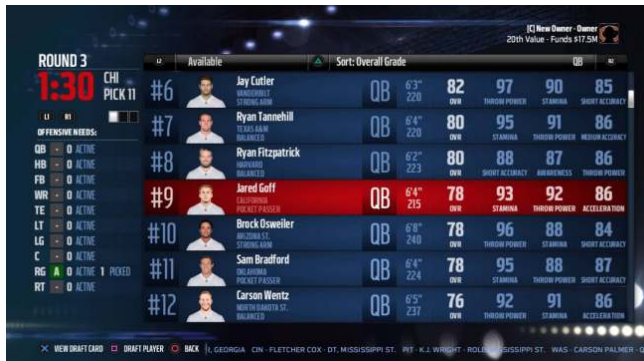 [C] New Owner - Owner
20th Value - Funds $17.5M
ROUND 3
1:30 CHI PICK 11
L2 Available Sort: Overall Grade QB R2
L1 R1
OFFENSIVE NEEDS:
QB - 0 ACTIVE
HB - 0 ACTIVE
FB - 0 ACTIVE
WR - 0 ACTIVE
TE - 0 ACTIVE
LT - 0 ACTIVE
LG - 0 ACTIVE
C - 0 ACTIVE
RG A 0 ACTIVE 1 PICKED
RT - 0 ACTIVE
#6 Jay Cutler QB 6'3" 82 97 90 85
VANDERBILT STRONG ARM 220 OVR THROW POWER STAMINA SHORT ACCURACY
#7 Ryan Tannehill QB 6'4" 80 95 91 86
TEXAS A&M BALANCED 220 OVR STAMINA THROW POWER MEDIUM ACCURACY
#8 Ryan Fitzpatrick QB 6'2" 80 88 87 86
HARVARD BALANCED 223 OVR SHORT ACCURACY AWARENESS THROW POWER
#9 Jared Goff QB 6'4" 78 93 92 86
CALIFORNIA POCKET PASSER 215 OVR STAMINA THROW POWER ACCELERATION
#10 Brock Osweiler QB 6'8" 78 96 88 84
ARIZONA ST. STRONG ARM 240 OVR THROW POWER STAMINA SHORT ACCURACY
#11 Sam Bradford QB 6'4" 78 95 88 87
OKLAHOMA POCKET PASSER 224 OVR STAMINA THROW POWER SHORT ACCURACY
#12 Carson Wentz QB 6'5" 76 92 91 86
NORTH DAKOTA ST. BALANCED 237 OVR STAMINA THROW POWER ACCELERATION
VIEW DRAFT CARD DRAFT PLAYER BACK GEORGIA CIN - FLETCHER COX - DT, MISSISSIPPI ST. PIT - K.J. WRIGHT - ROLB MISSISSIPPI ST. WAS - CARSON PALMER -